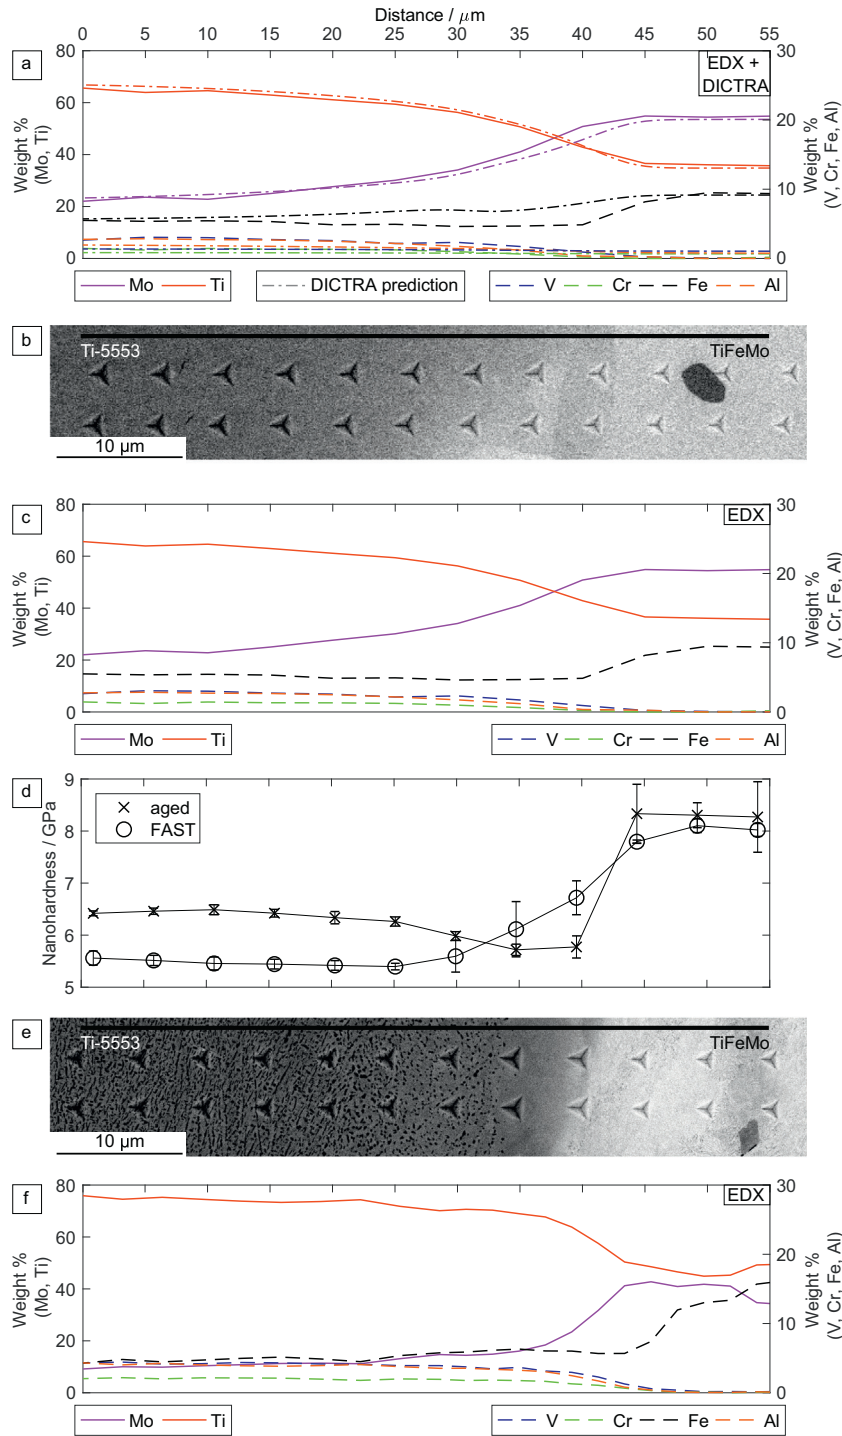 Distance / μm
0 5 10 15 20 25 30 35 40 45 50 55
a
EDX +
DICTRA
80
60
40
20
0
Weight %
(Mo, Ti)
30
20
10
0
Weight %
(V, Cr, Fe, Al)
Mo Ti DICTRA prediction V Cr Fe Al
b
Ti-5553 TiFeMo
10 μm
c
EDX
80
60
40
20
0
Weight %
(Mo, Ti)
30
20
10
0
Weight %
(V, Cr, Fe, Al)
Mo Ti V Cr Fe Al
d
aged
FAST
9
8
7
6
5
Nanohardness / GPa
e
Ti-5553 TiFeMo
10 μm
f
EDX
80
60
40
20
0
Weight %
(Mo, Ti)
30
20
10
0
Weight %
(V, Cr, Fe, Al)
Mo Ti V Cr Fe Al